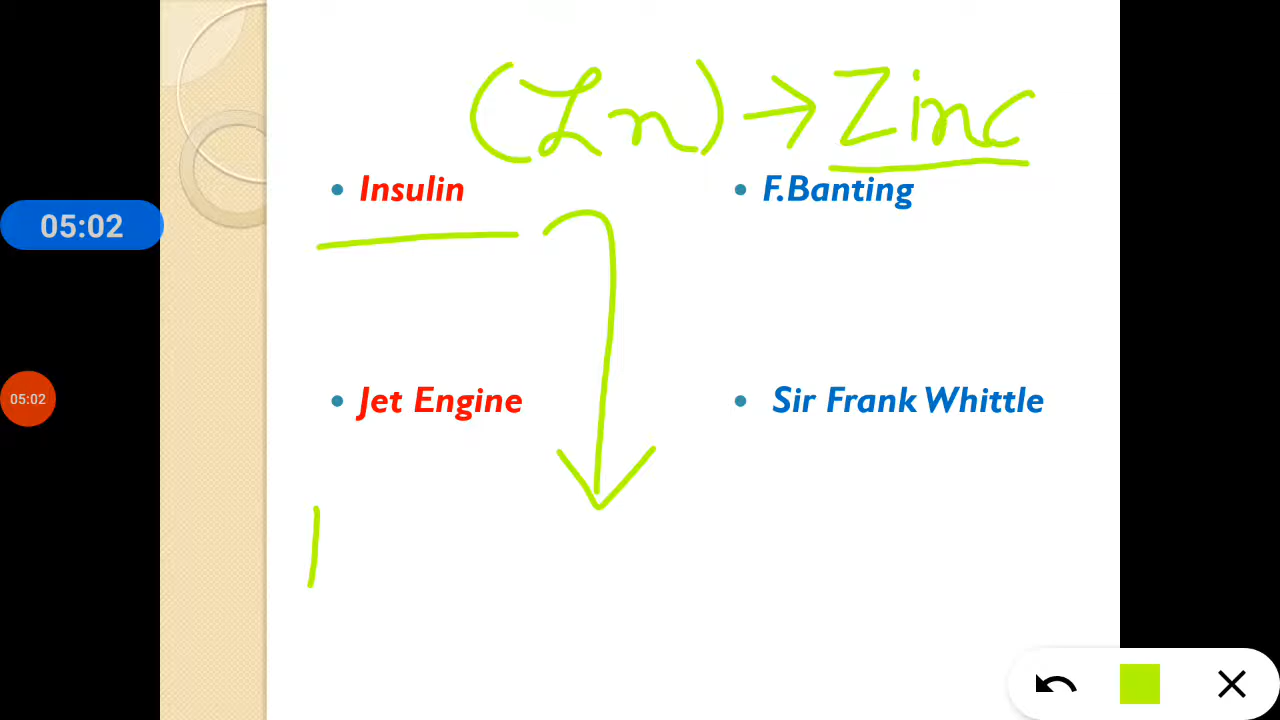 (Zn) → Zinc
• Insulin • F.Banting
05:02
• Jet Engine • Sir Frank Whittle
05:02